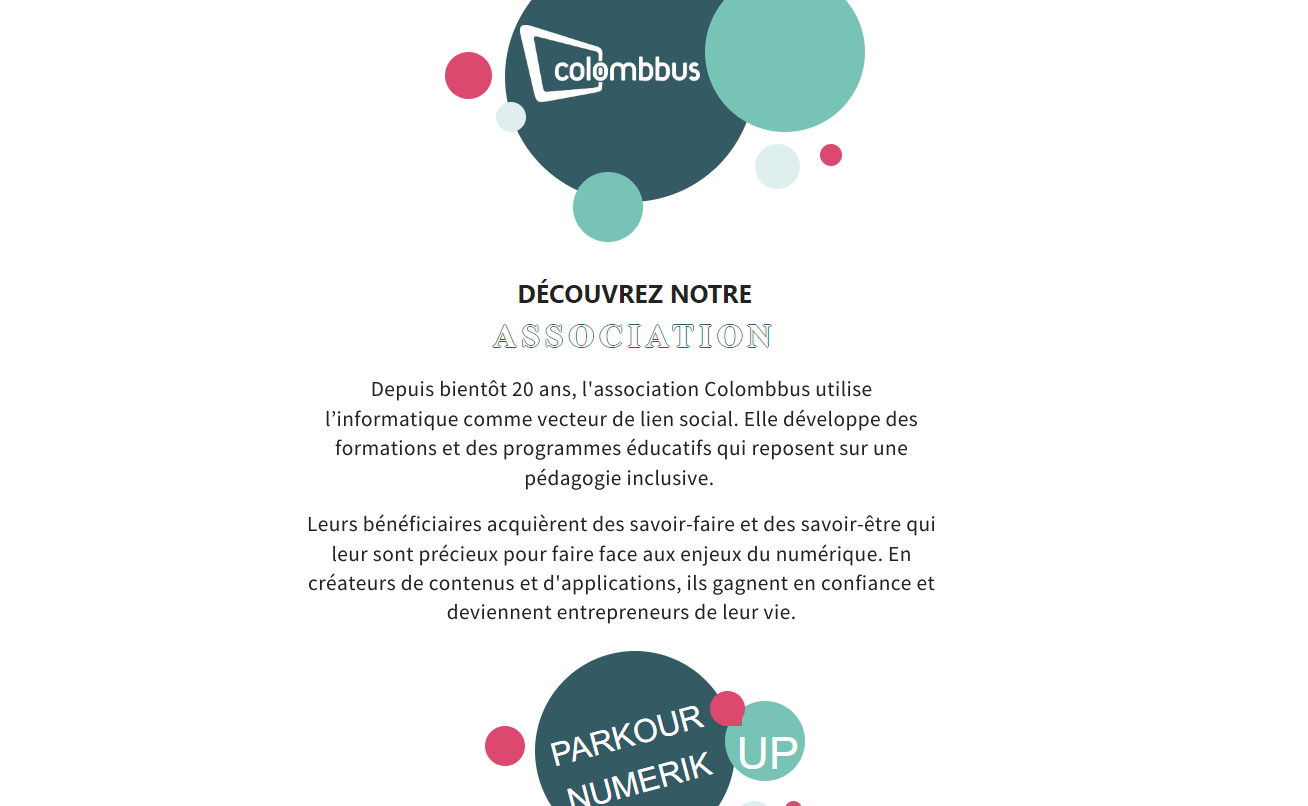 colombbus
DÉCOUVREZ NOTRE
ASSOCIATION
Depuis bientôt 20 ans, l'association Colombbus utilise
l’informatique comme vecteur de lien social. Elle développe des
formations et des programmes éducatifs qui reposent sur une
pédagogie inclusive.
Leurs bénéficiaires acquièrent des savoir-faire et des savoir-être qui
leur sont précieux pour faire face aux enjeux du numérique. En
créateurs de contenus et d'applications, ils gagnent en confiance et
deviennent entrepreneurs de leur vie.
PARKOUR
NUMERIK
UP